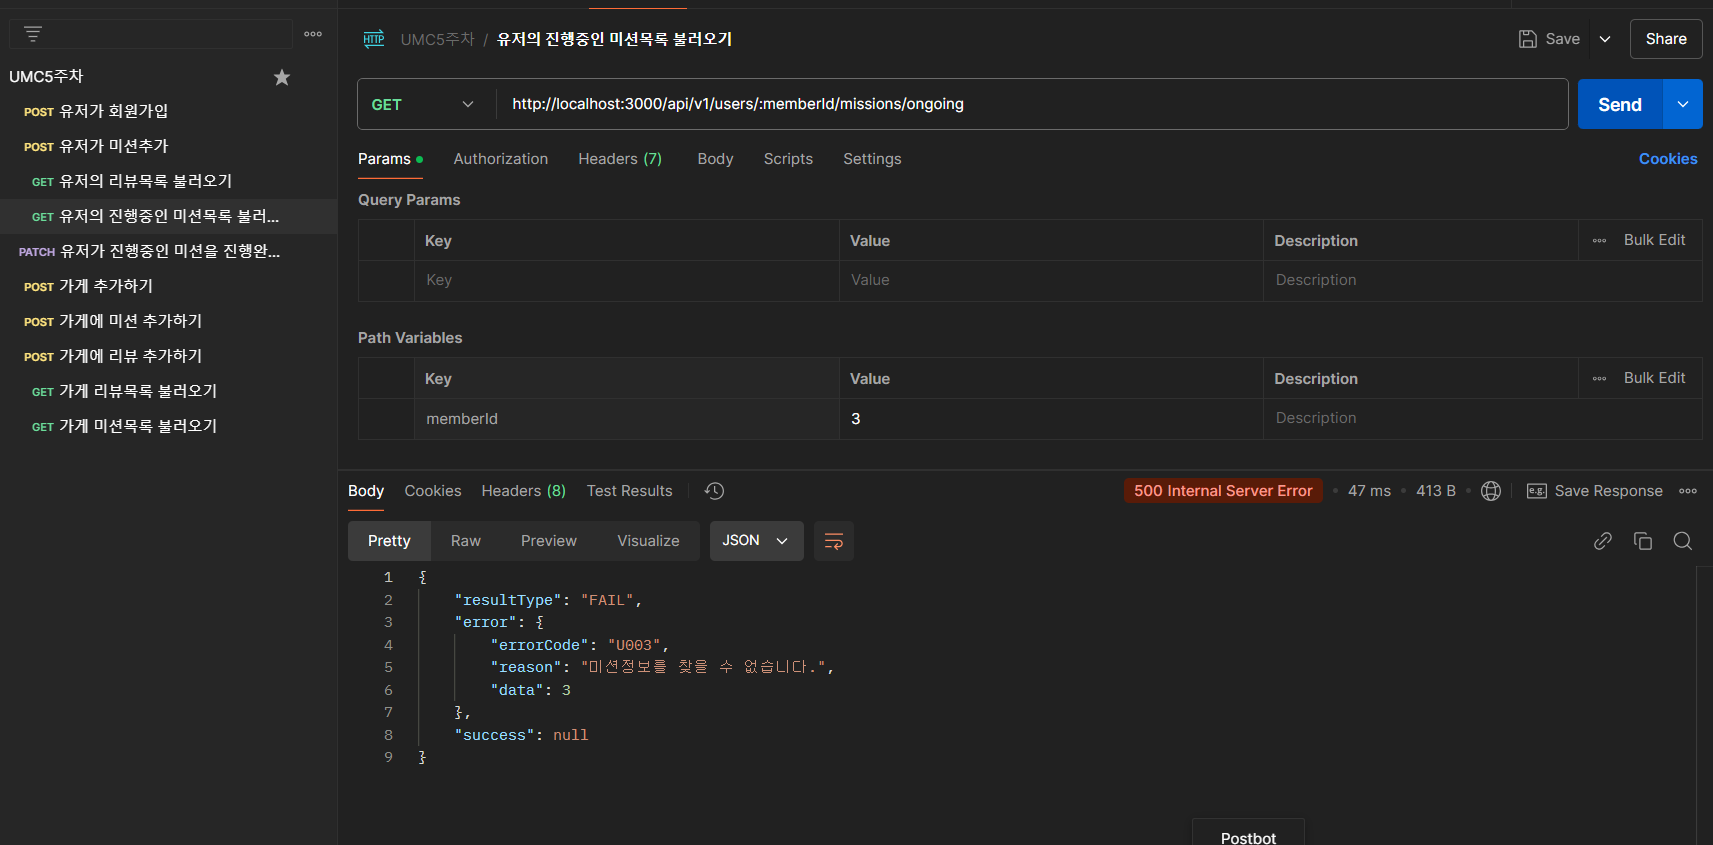 UMC5주차
POST 유저가 회원가입
POST 유저가 미션추가
GET 유저의 리뷰목록 불러오기
GET 유저의 진행중인 미션목록 불러...
PATCH 유저가 진행중인 미션을 진행완...
POST 가게 추가하기
POST 가게에 미션 추가하기
POST 가게에 리뷰 추가하기
GET 가게 리뷰목록 불러오기
GET 가게 미션목록 불러오기
HTTP UMC5주차 / 유저의 진행중인 미션목록 불러오기
Save
Share
GET http://localhost:3000/api/v1/users/:memberId/missions/ongoing
Send
Params Authorization Headers (7) Body Scripts Settings Cookies
Query Params
Key Value Description Bulk Edit
Key Value Description
Path Variables
Key Value Description Bulk Edit
memberId 3 Description
Body Cookies Headers (8) Test Results 500 Internal Server Error 47 ms 413 B e.g. Save Response
Pretty Raw Preview Visualize JSON
1 {
2 "resultType": "FAIL",
3 "error": {
4 "errorCode": "U003",
5 "reason": "미션정보를 찾을 수 없습니다.",
6 "data": 3
7 },
8 "success": null
9 }
Postbot